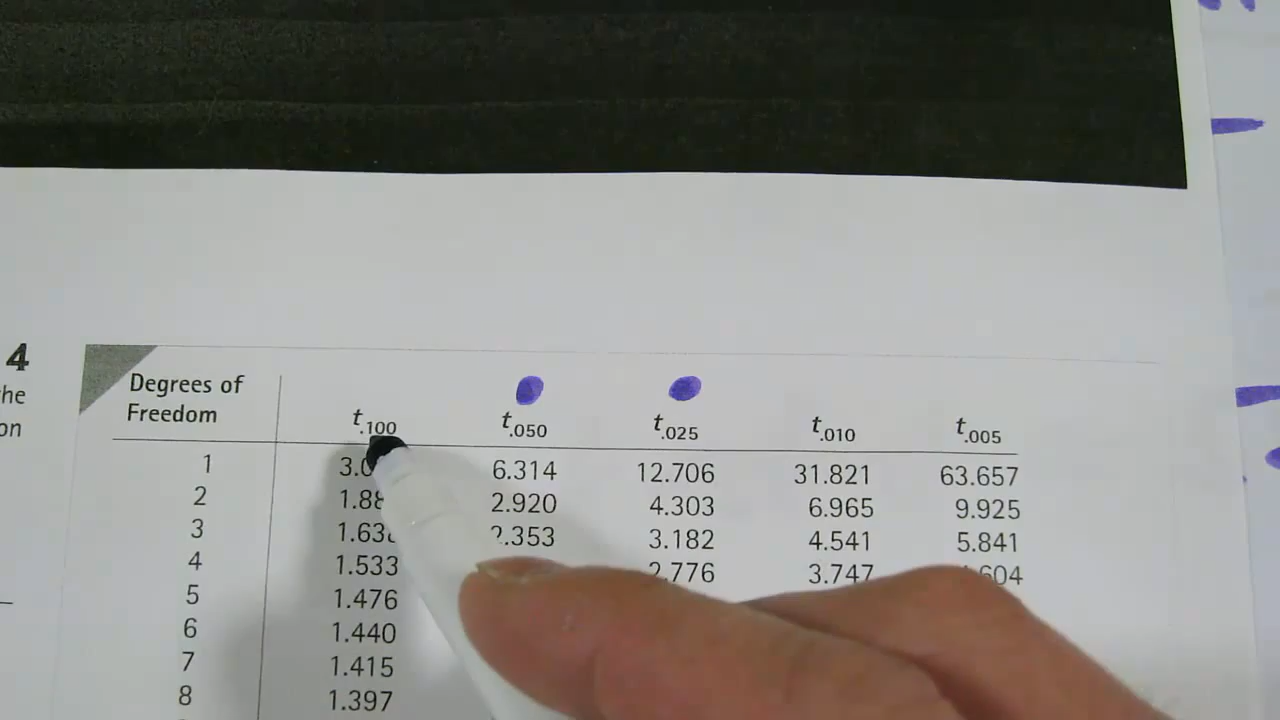 4
he
on
Degrees of
Freedom t.100 t.050 t.025 t.010 t.005
1 6.314 12.706 31.821 63.657
2 2.920 4.303 6.965 9.925
3 3.182 4.541 5.841
4 1.533 2.776 3.747
5 1.476
6 1.440
7 1.415
8 1.397